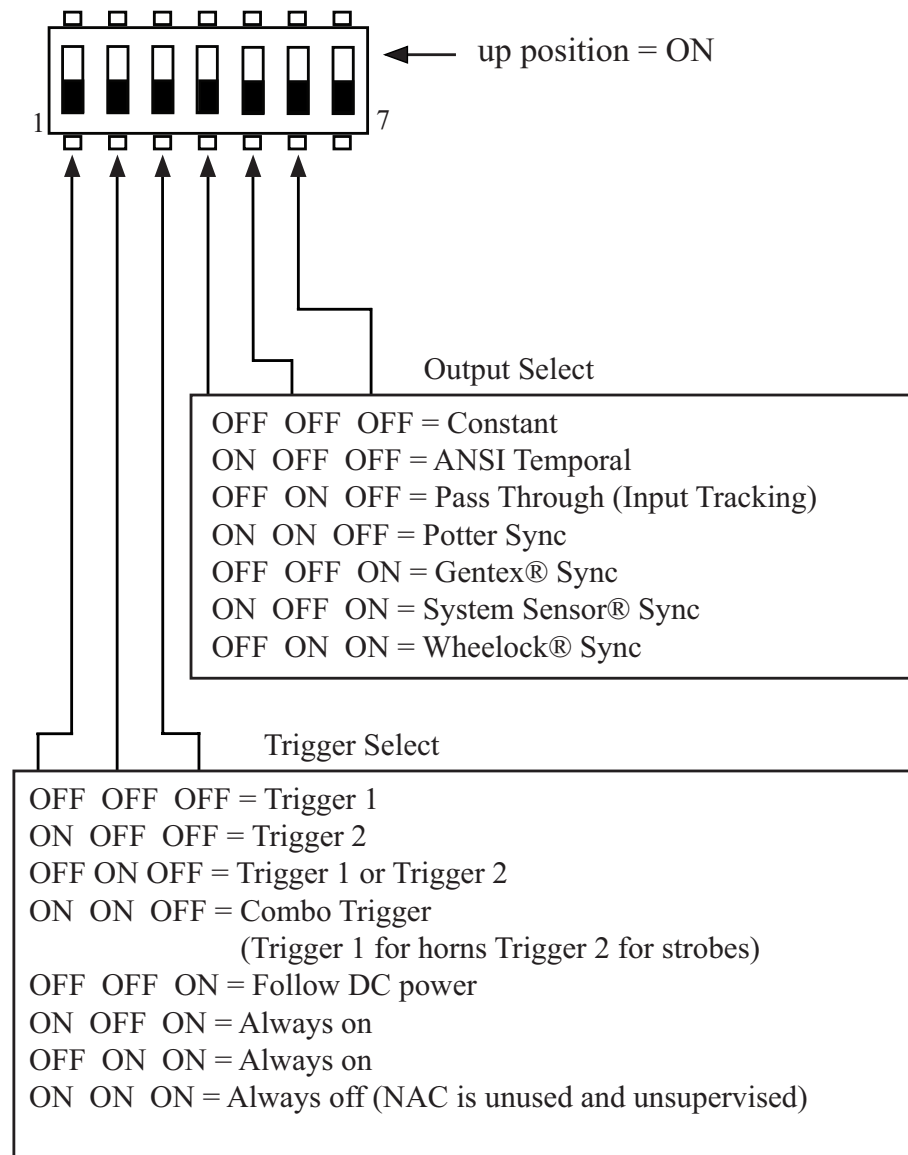 up position = ON
1 7
Output Select
OFF OFF OFF = Constant
ON OFF OFF = ANSI Temporal
OFF ON OFF = Pass Through (Input Tracking)
ON ON OFF = Potter Sync
OFF OFF ON = Gentex® Sync
ON OFF ON = System Sensor® Sync
OFF ON ON = Wheelock® Sync
Trigger Select
OFF OFF OFF = Trigger 1
ON OFF OFF = Trigger 2
OFF ON OFF = Trigger 1 or Trigger 2
ON ON OFF = Combo Trigger
(Trigger 1 for horns Trigger 2 for strobes)
OFF OFF ON = Follow DC power
ON OFF ON = Always on
OFF ON ON = Always on
ON ON ON = Always off (NAC is unused and unsupervised)